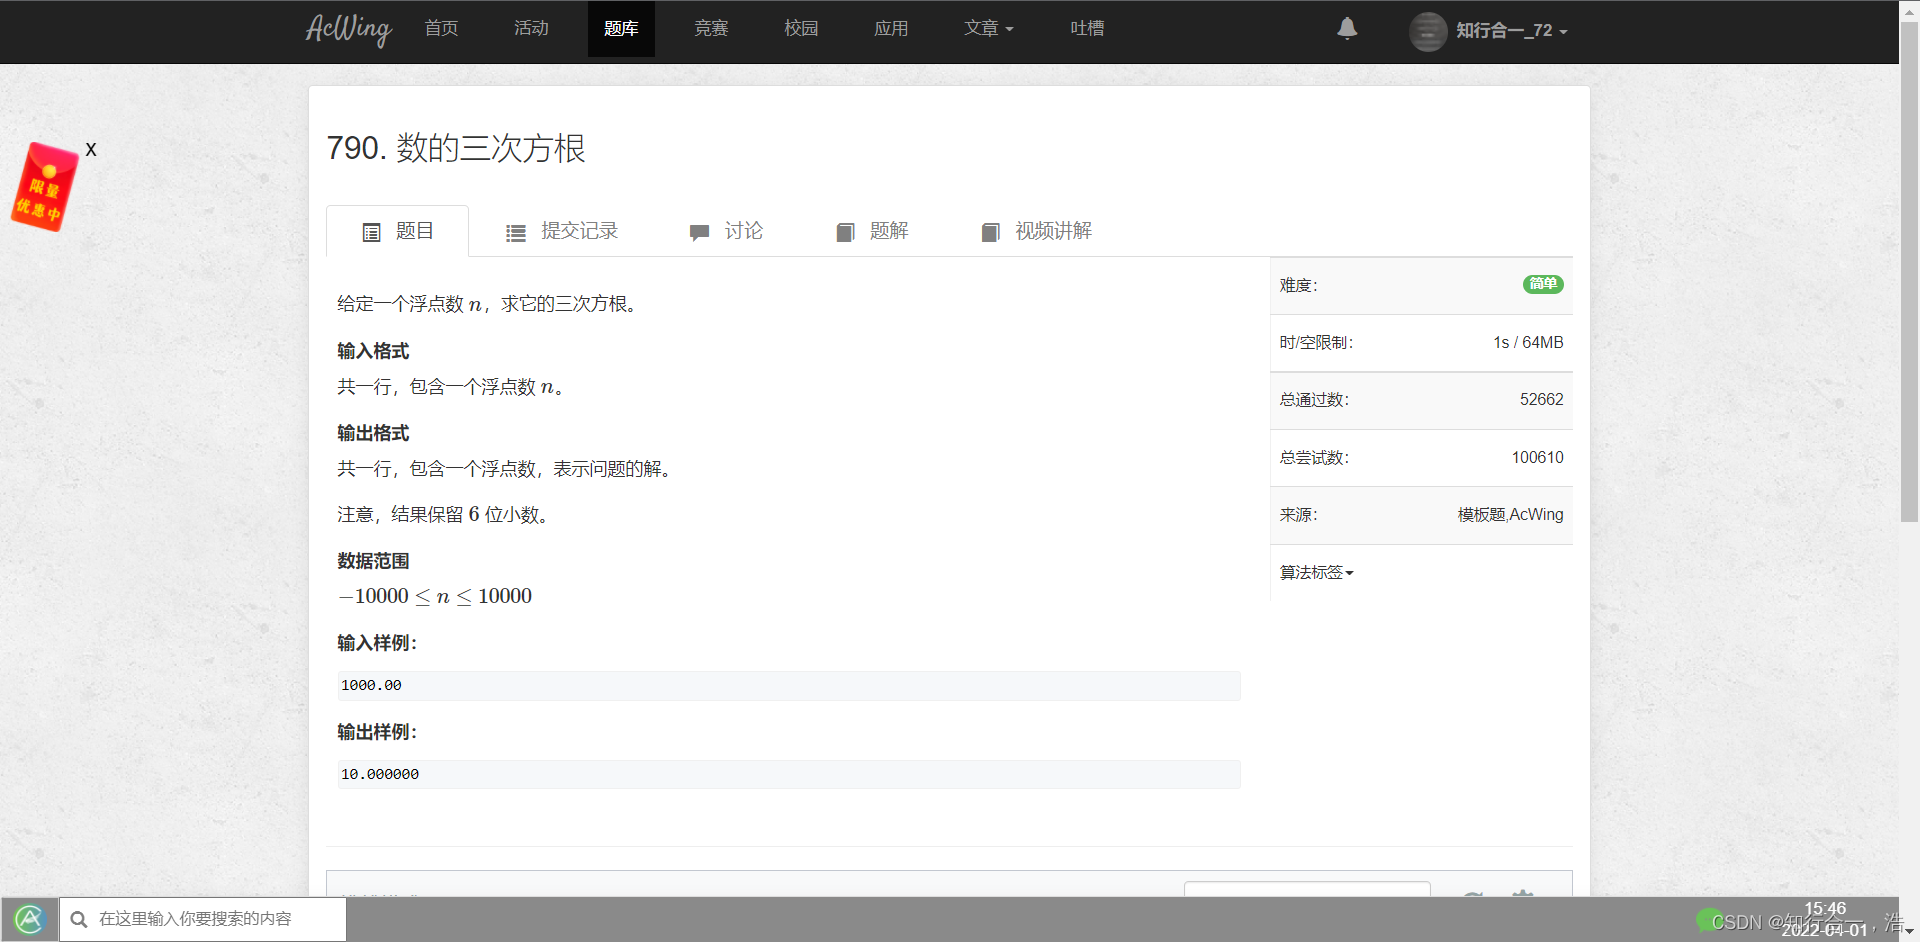 AcWing 首页 活动 题库 竞赛 校园 应用 文章 吐槽 知行合一_72
790. 数的三次方根
X
限量
优惠中
题目 提交记录 讨论 题解 视频讲解
给定一个浮点数 n，求它的三次方根。
输入格式
共一行，包含一个浮点数 n。
输出格式
共一行，包含一个浮点数，表示问题的解。
注意，结果保留 6 位小数。
数据范围
−10000 ≤ n ≤ 10000
输入样例：
1000.00
输出样例：
10.000000
难度： 简单
时/空限制： 1s / 64MB
总通过数： 52662
总尝试数： 100610
来源： 模板题,AcWing
算法标签
在这里输入你要搜索的内容
15:46
2022-04-01
CSDN @知行合一，浩